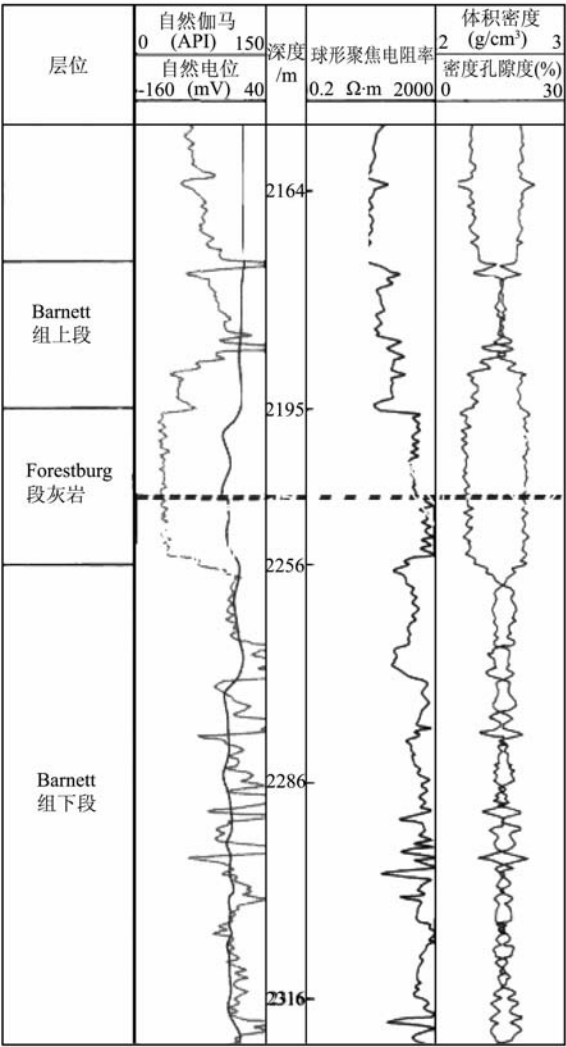 层位
自然伽马
0 (API) 150
自然电位
-160 (mV) 40
深度
/m
球形聚焦电阻率
0.2 Ω·m 2000
体积密度
2 (g/cm³) 3
密度孔隙度(%)
0 30
2164
Barnett
组上段
2195
Forestburg
段灰岩
2256
Barnett
组下段
2286
2316